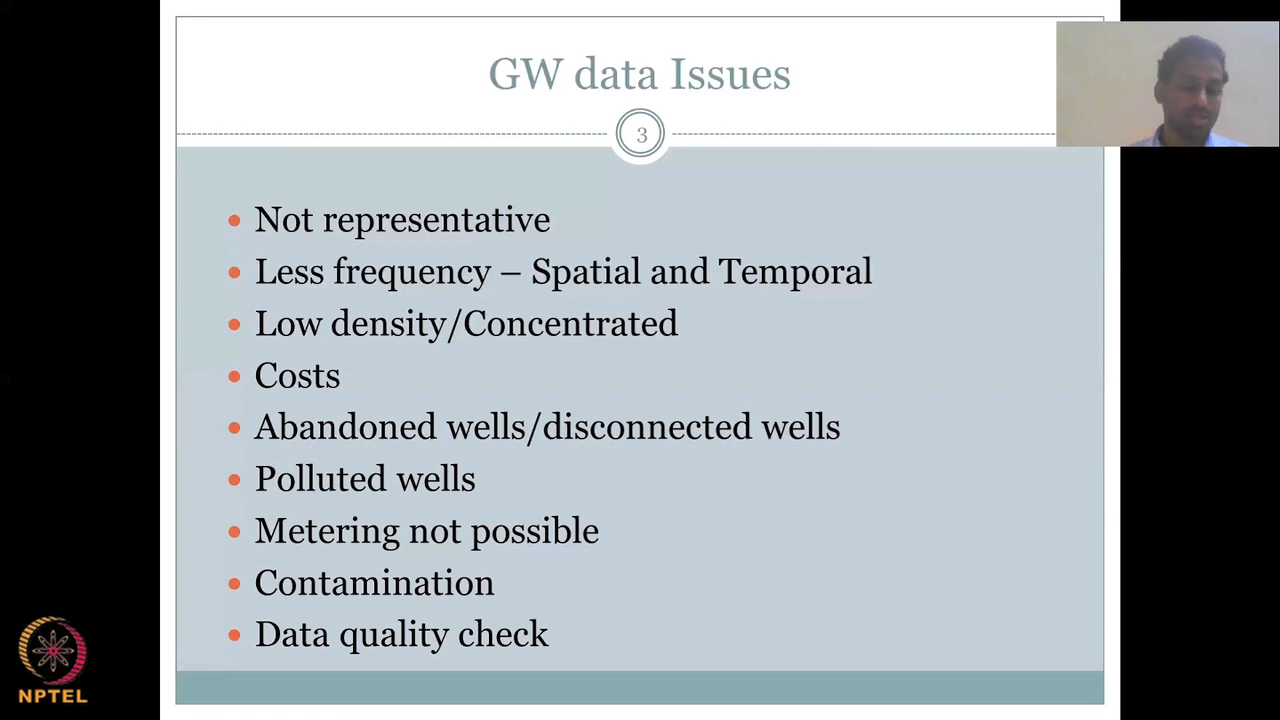 GW data Issues
3
Not representative
Less frequency – Spatial and Temporal
Low density/Concentrated
Costs
Abandoned wells/disconnected wells
Polluted wells
Metering not possible
Contamination
Data quality check
NPTEL